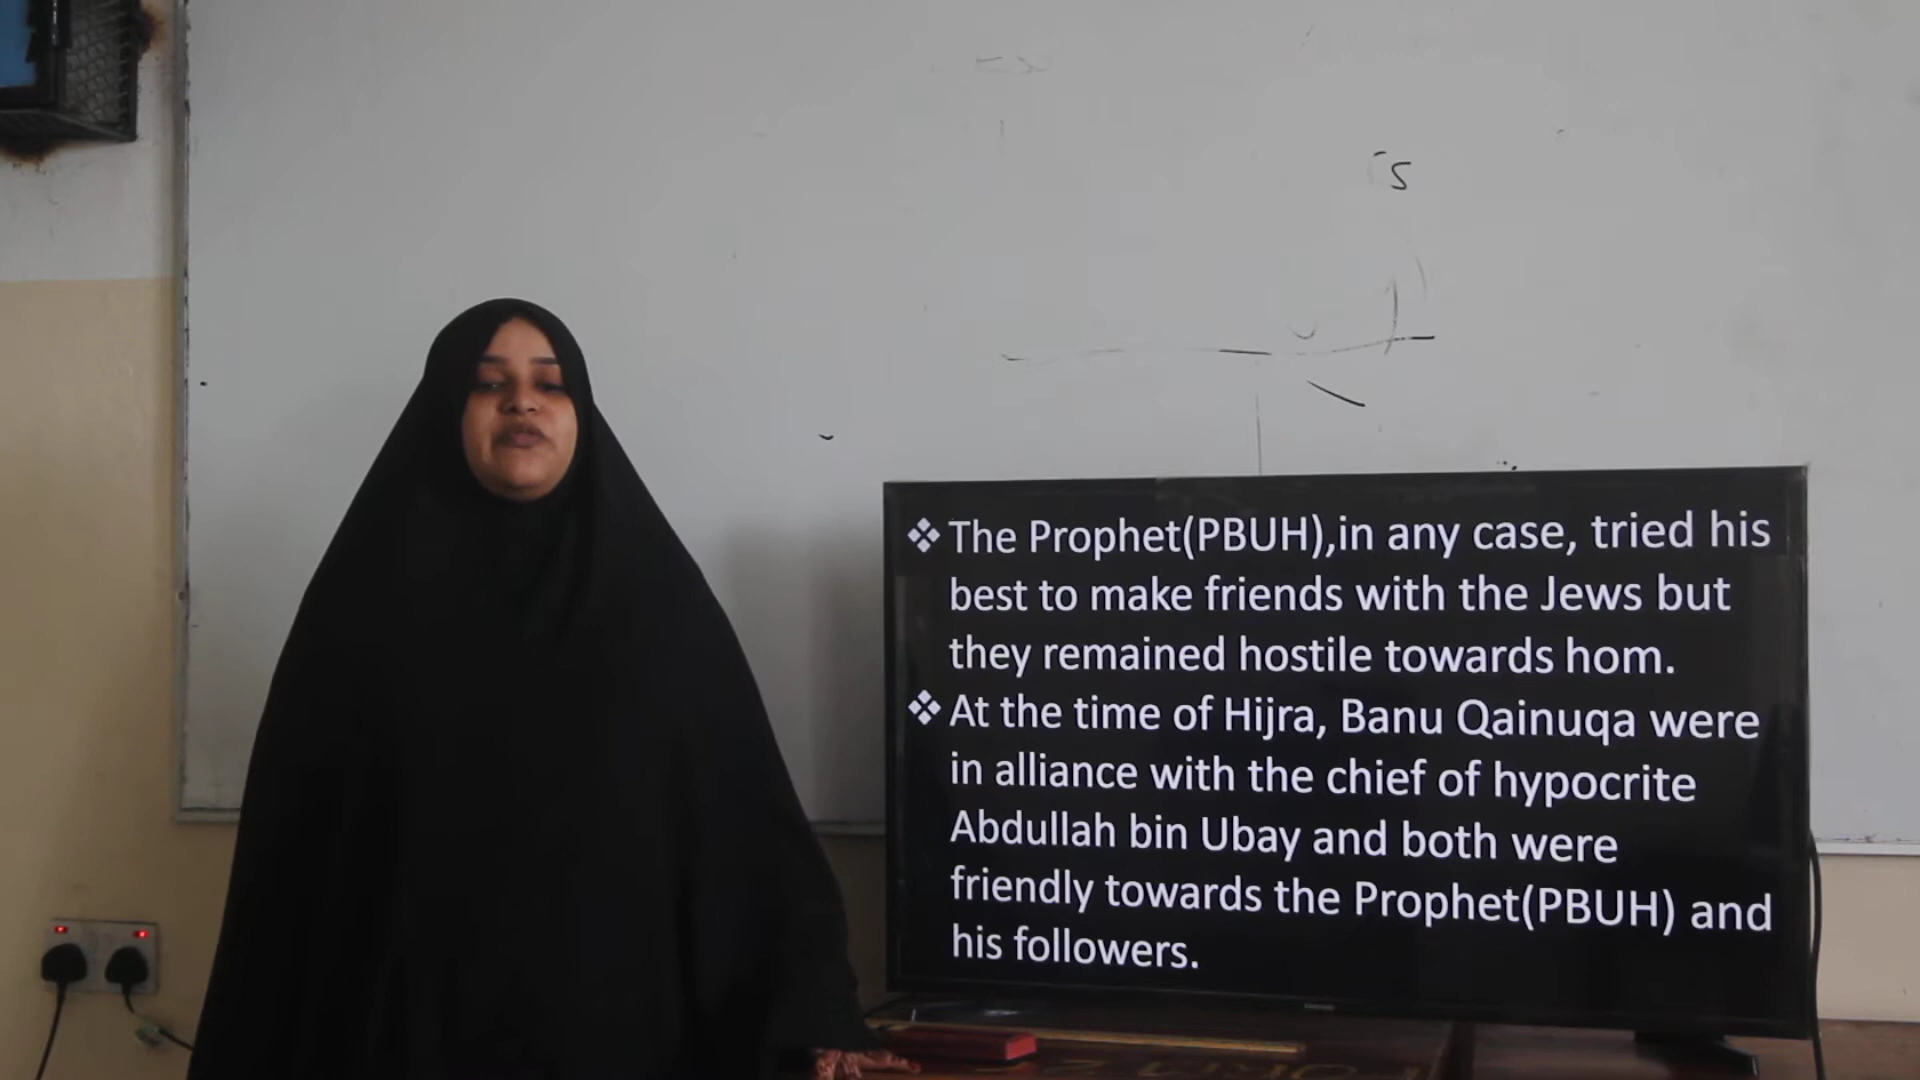 s
❖ The Prophet(PBUH),in any case, tried his
best to make friends with the Jews but
they remained hostile towards hom.
❖ At the time of Hijra, Banu Qainuqa were
in alliance with the chief of hypocrite
Abdullah bin Ubay and both were
friendly towards the Prophet(PBUH) and
his followers.